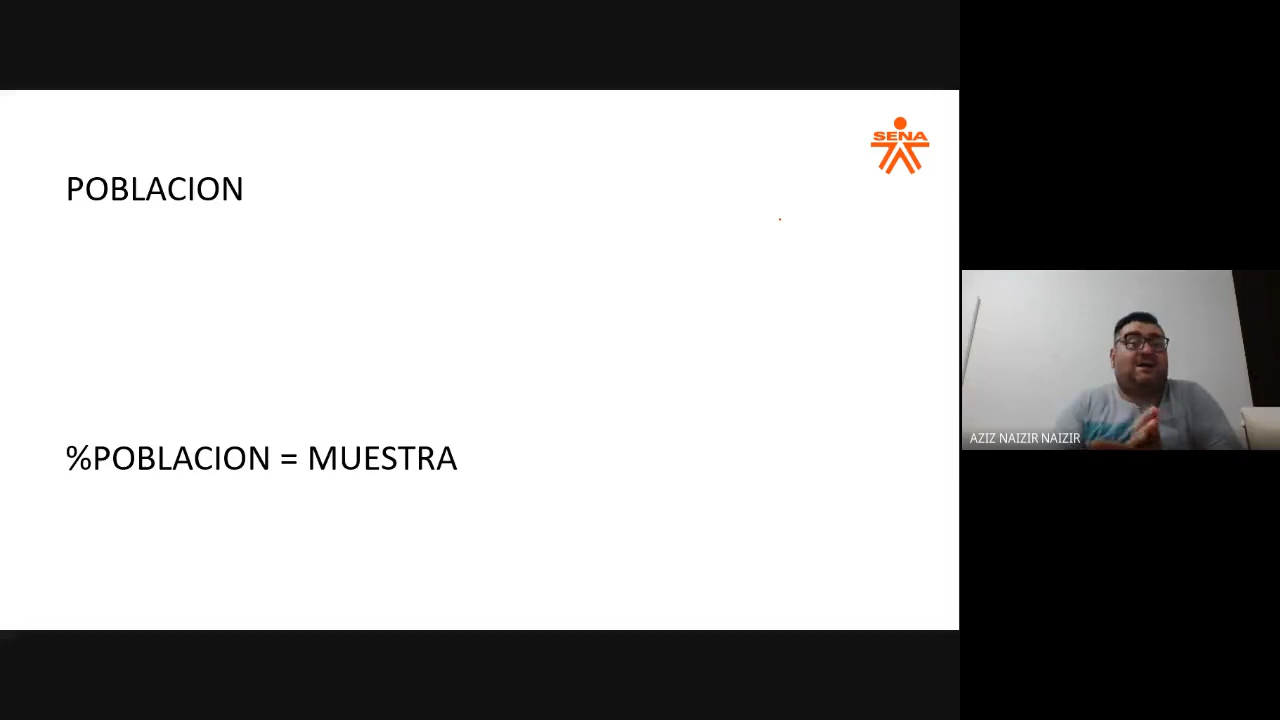 SENA
POBLACION
%POBLACION = MUESTRA
AZIZ NAIZIR NAIZIR